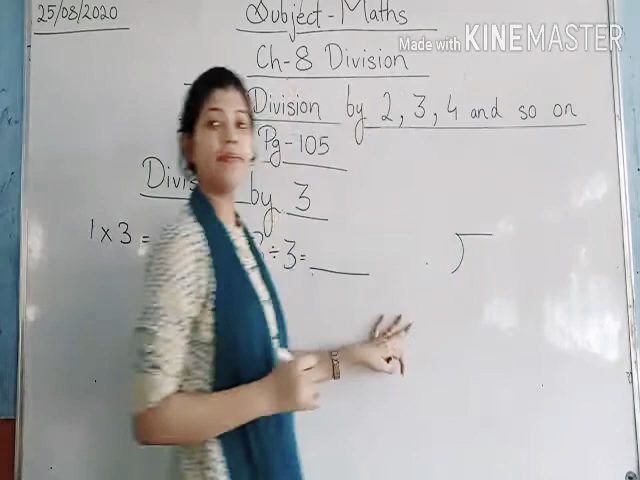 25/08/2020
Subject-Maths
Made with KINEMASTER
Ch-8 Division
Division by 2, 3, 4 and so on
Pg-105
by 3
1 x 3 =
÷ 3 = ____